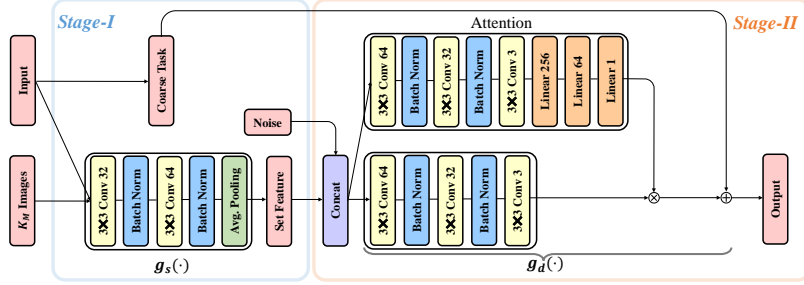 Stage-I
Stage-II
Attention
Input
Coarse Task
Noise
K_M Images
3×3 Conv 32
Batch Norm
3×3 Conv 64
Batch Norm
Avg. Pooling
Set Feature
Concat
3×3 Conv 64
Batch Norm
3×3 Conv 32
Batch Norm
3×3 Conv 3
Linear 256
Linear 64
Linear 1
3×3 Conv 64
Batch Norm
3×3 Conv 32
Batch Norm
3×3 Conv 3
⊗
⊕
Output
g_s(·)
g_d(·)